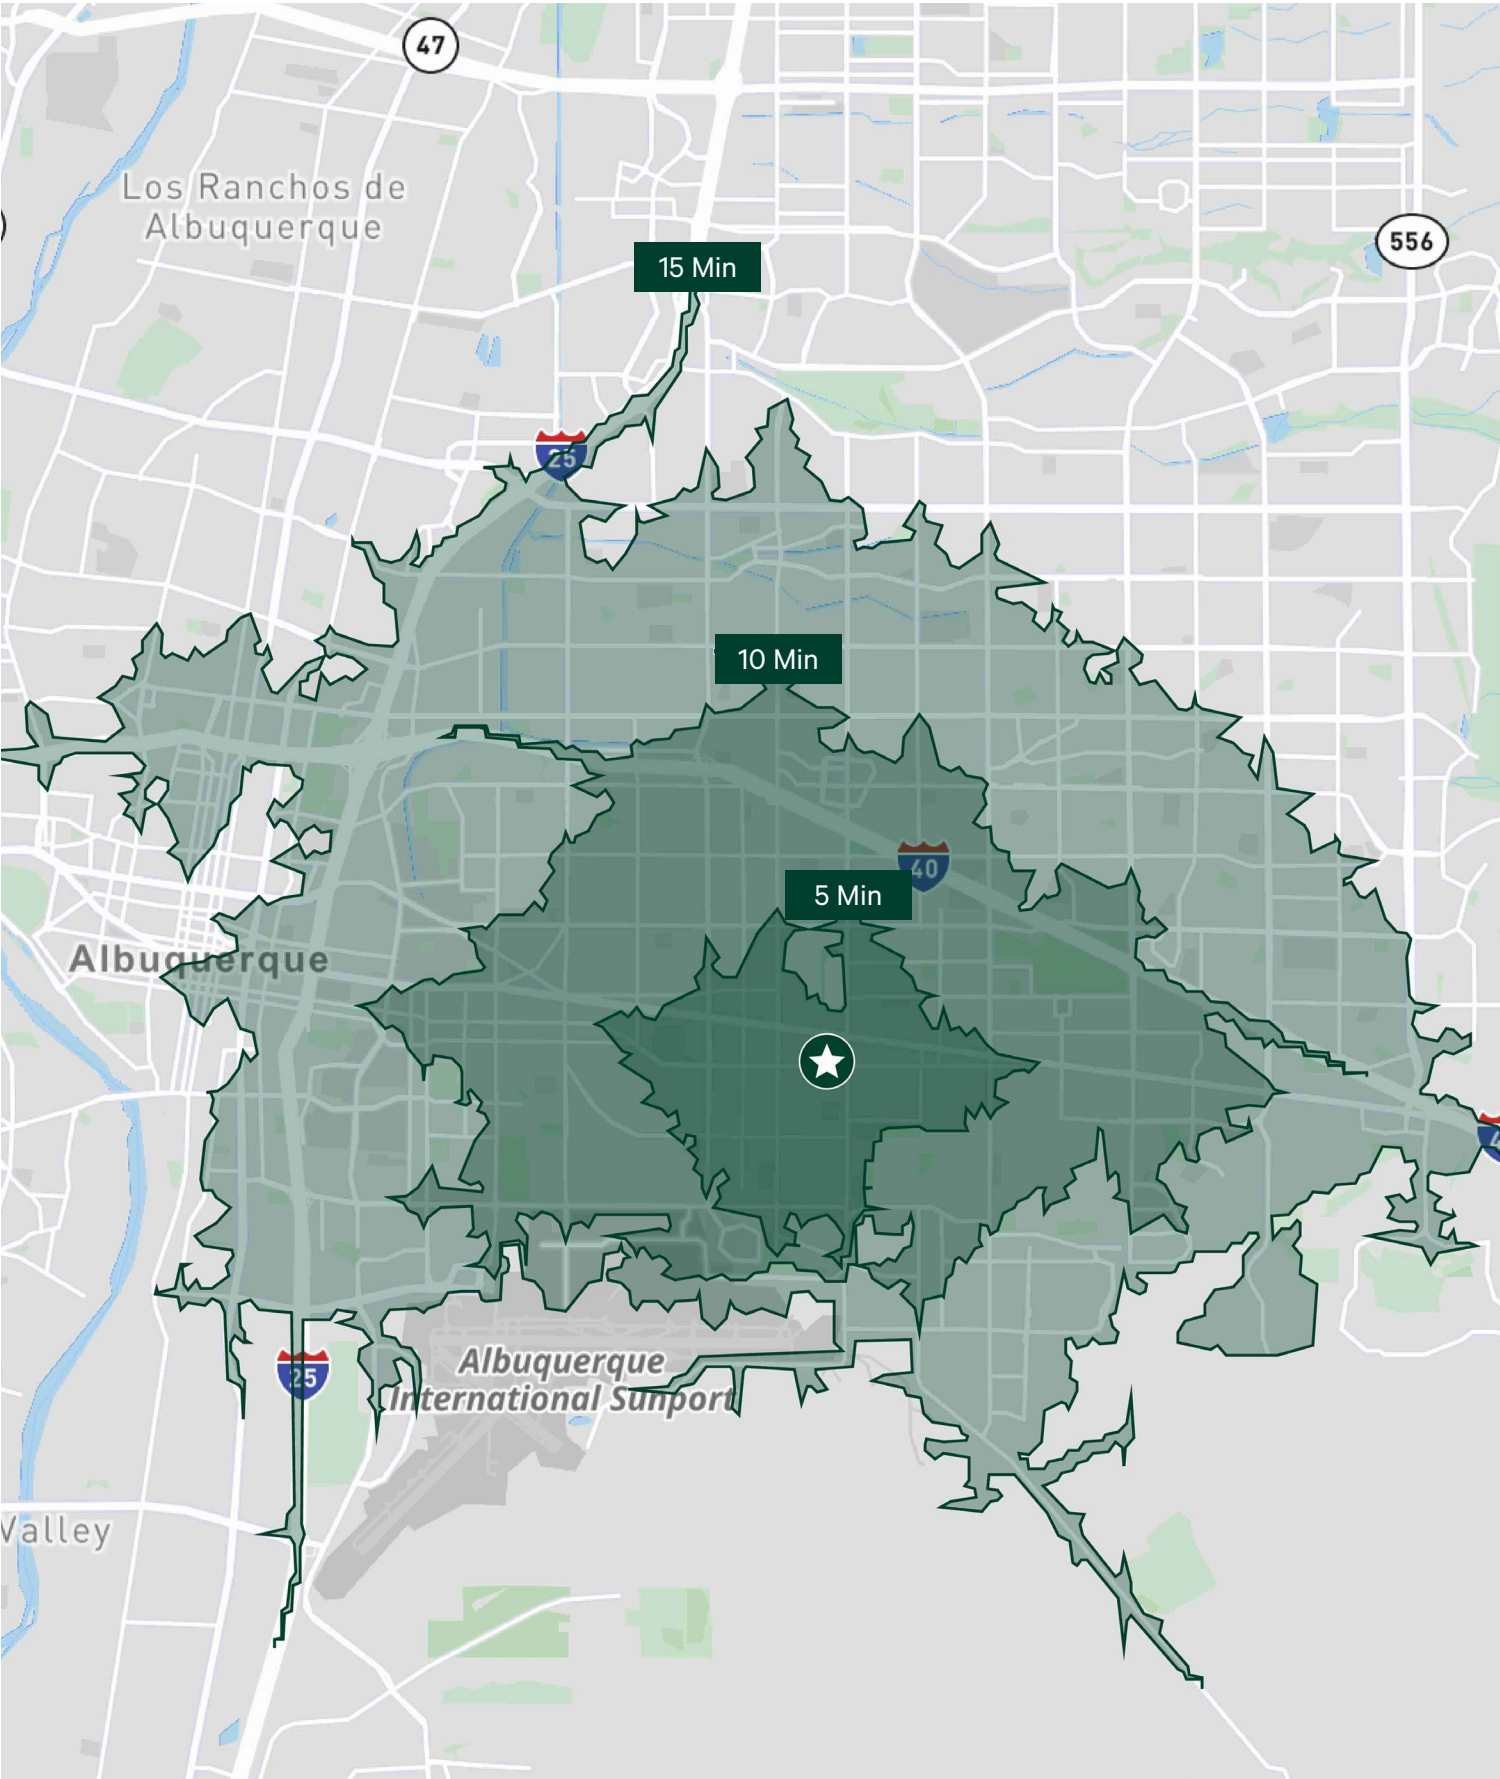 47
Los Ranchos de
Albuquerque
556
15 Min
25
10 Min
40
5 Min
Albuquerque
4
25
Albuquerque
International Sunport
Valley